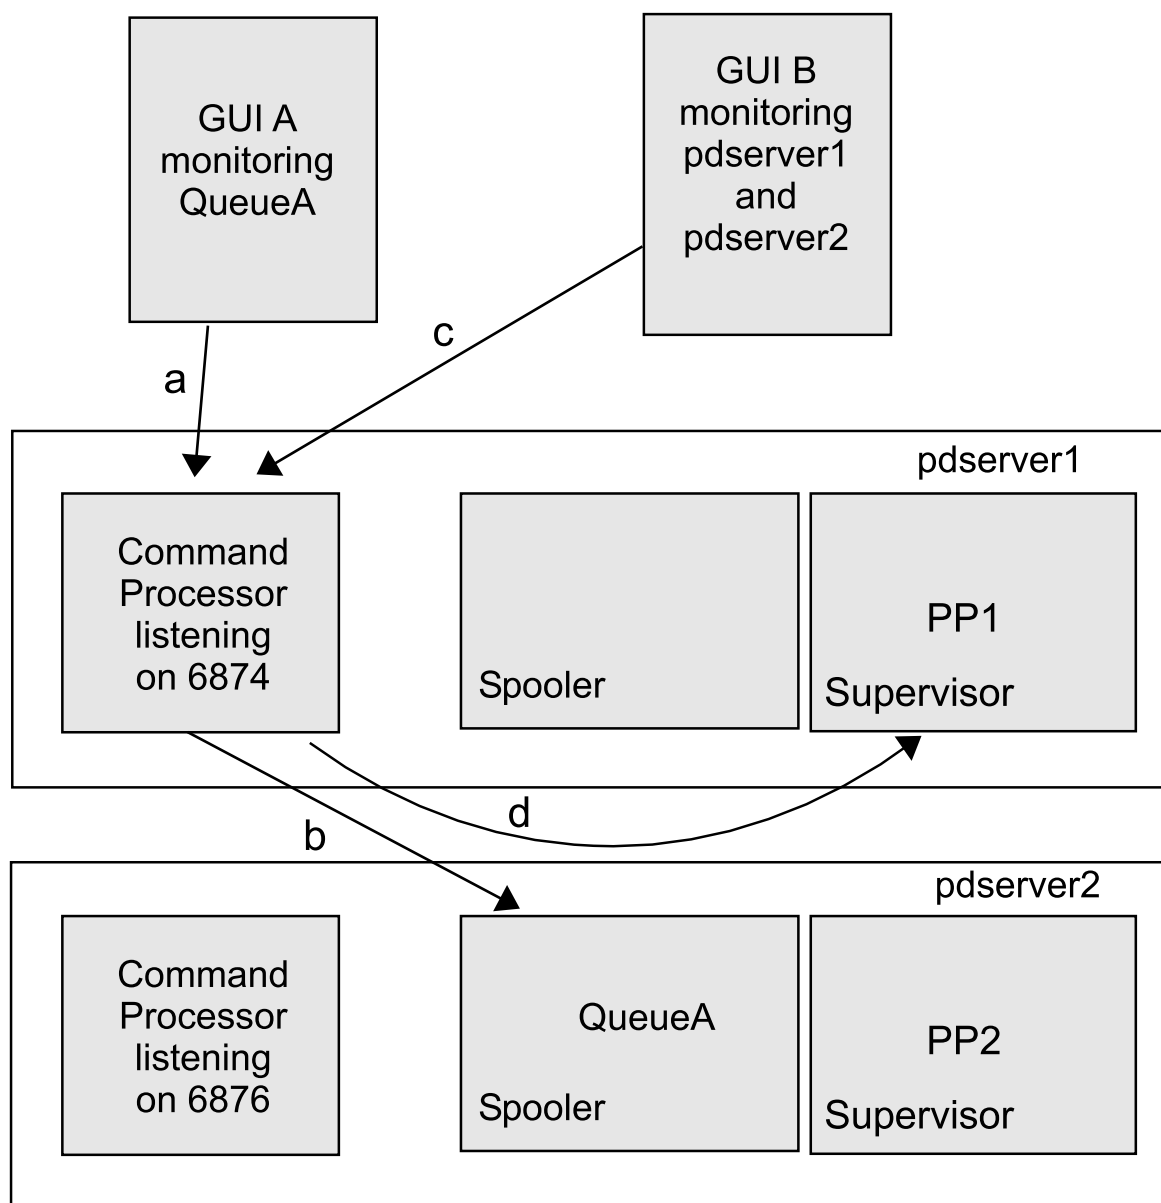 GUI A
monitoring
QueueA
GUI B
monitoring
pdserver1
and
pdserver2
c
a
pdserver1
Command
Processor
listening
on 6874
Spooler
PP1
Supervisor
b
d
pdserver2
Command
Processor
listening
on 6876
QueueA
Spooler
PP2
Supervisor